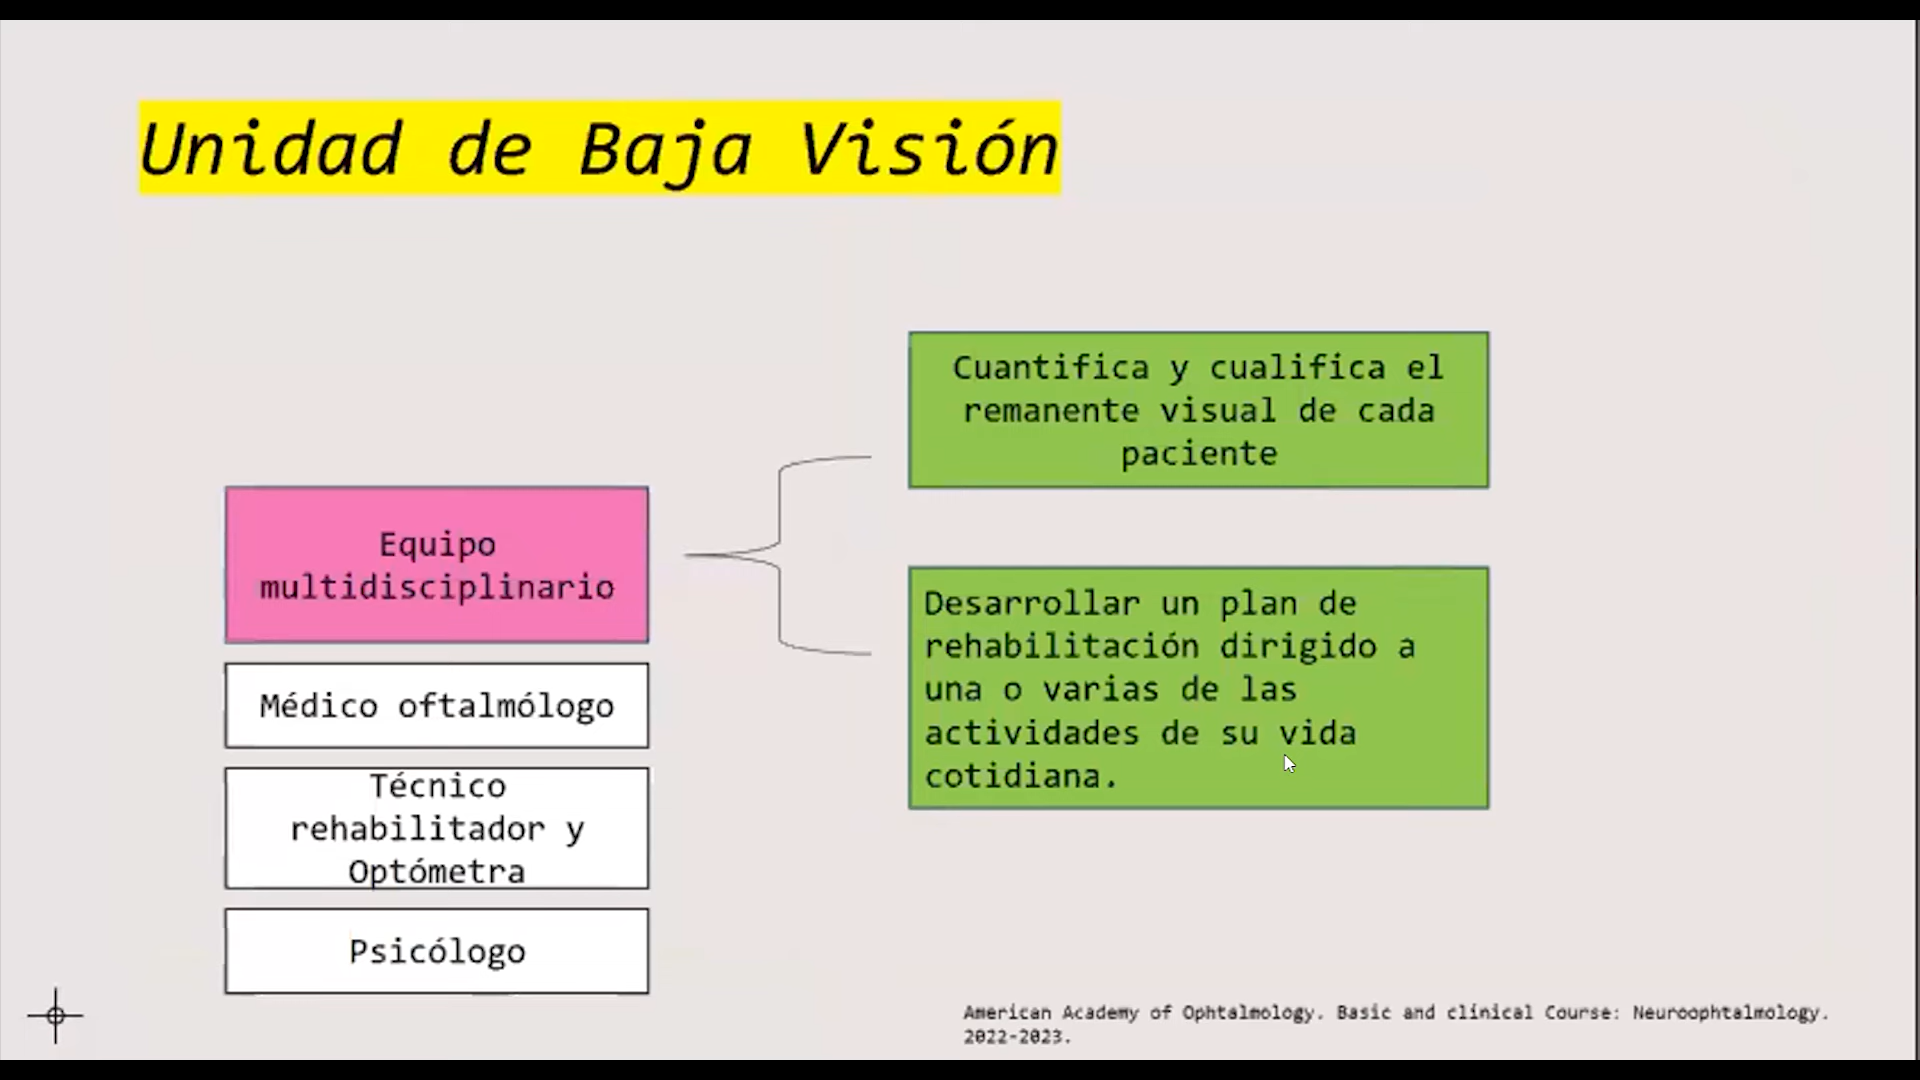 Unidad de Baja Visión
Equipo
multidisciplinario
Médico oftalmólogo
Técnico
rehabilitador y
Optómetra
Psicólogo
Cuantifica y cualifica el
remanente visual de cada
paciente
Desarrollar un plan de
rehabilitación dirigido a
una o varias de las
actividades de su vida
cotidiana.
American Academy of Ophtalmology. Basic and clinical Course: Neuroophtalmology.
2022-2023.